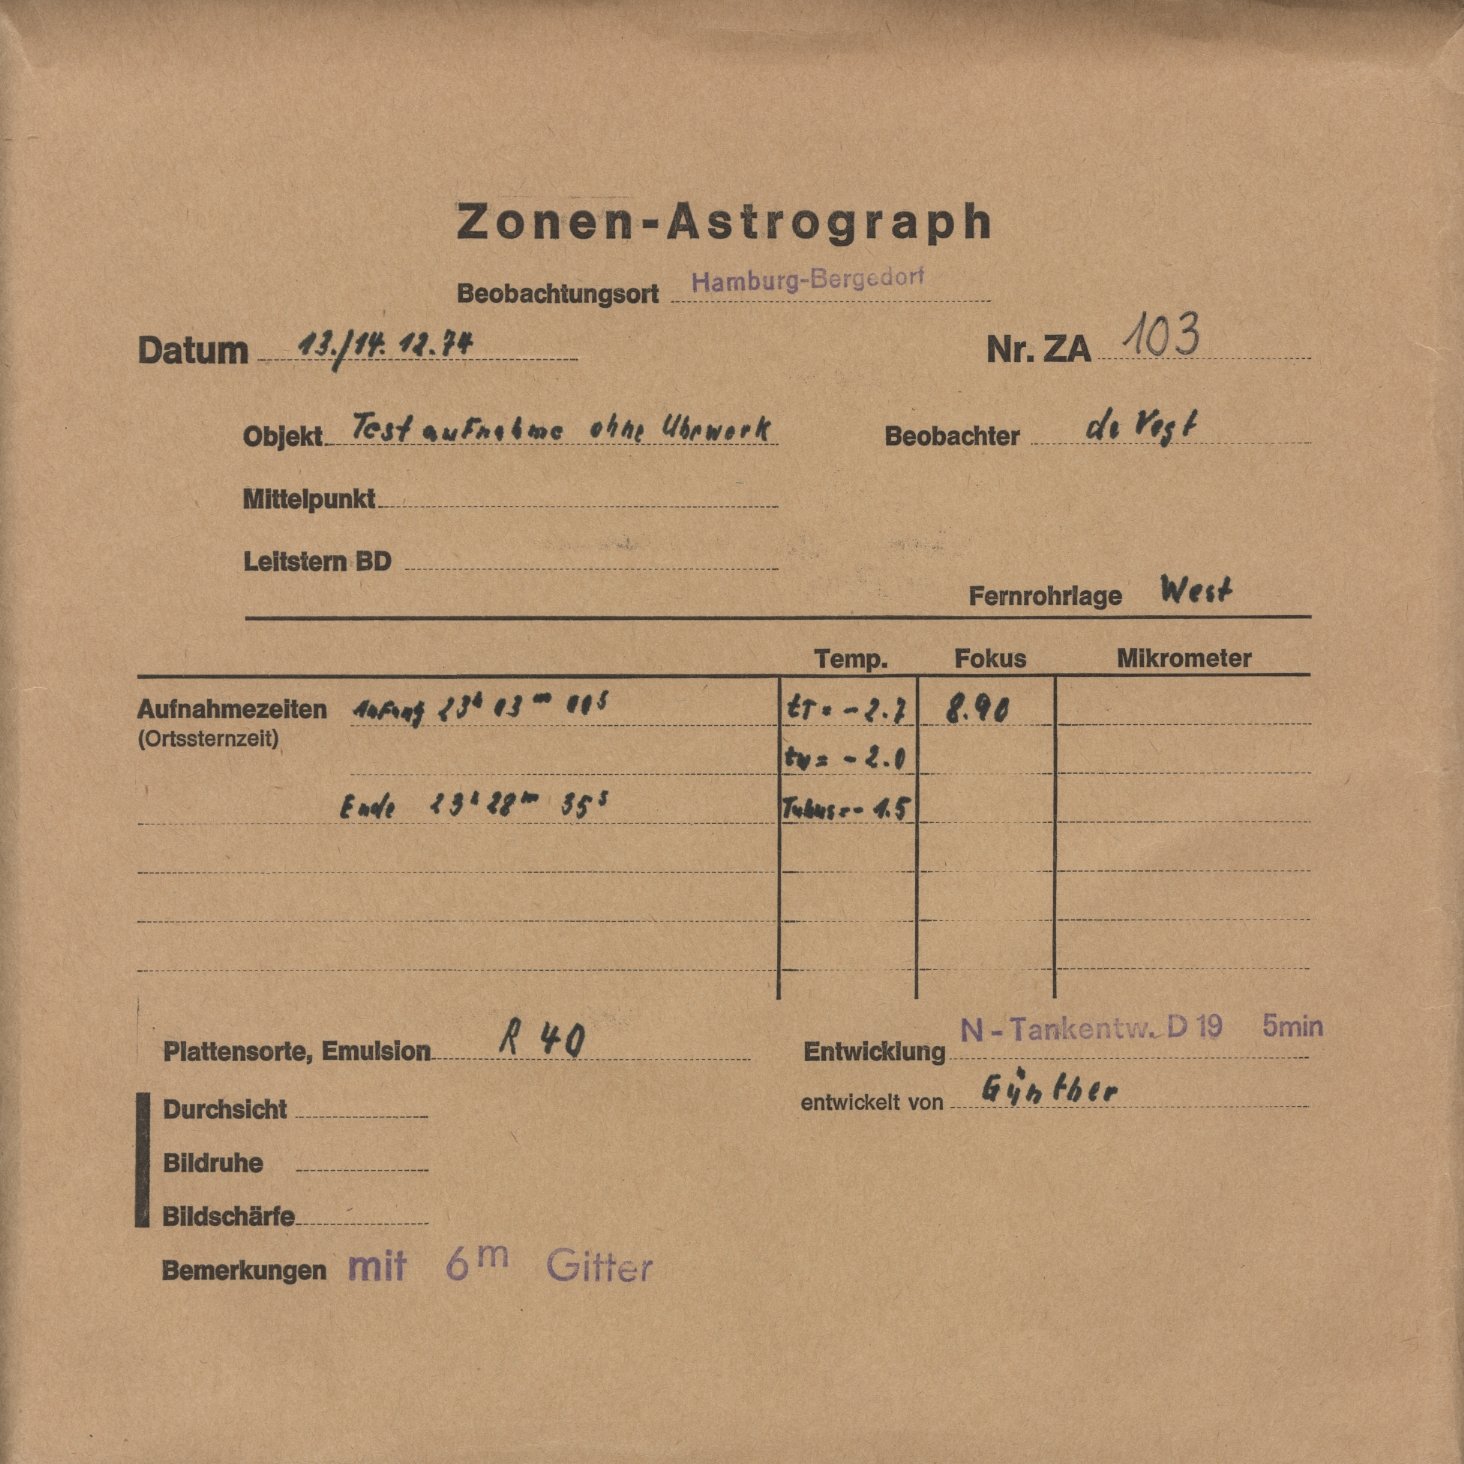 Zonen-Astrograph
Beobachtungsort Hamburg-Bergedorf
Datum 13./14. 12. 74 Nr. ZA 103
Objekt Testaufnahme ohne Uhrwerk Beobachter de Vegt
Mittelpunkt
Leitstern BD
Fernrohrlage West
Temp. Fokus Mikrometer
Aufnahmezeiten Anfang 23h 03m 00s tT = -2.7 8.90
(Ortssternzeit)
tv = -2.0
Ende 23h 28m 35s Tubus = -1.5
Plattensorte, Emulsion R 40
Entwicklung N-Tankentw. D 19 5min
entwickelt von Günther
Durchsicht
Bildruhe
Bildschärfe
Bemerkungen mit 6m Gitter